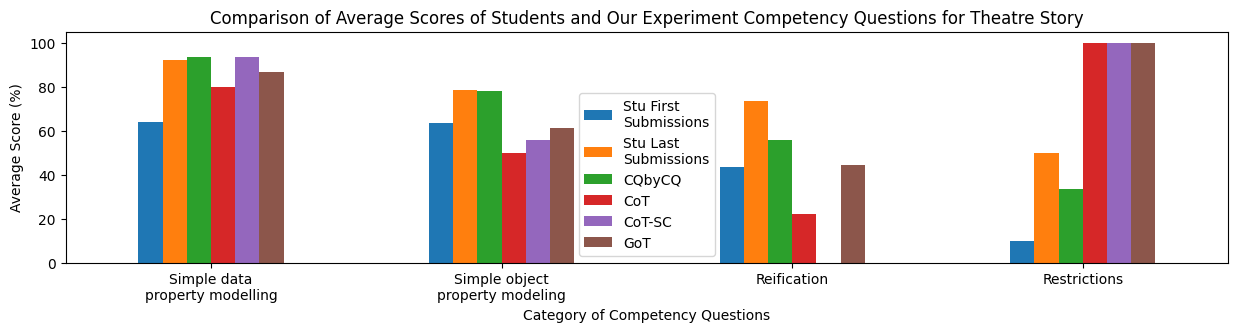 Comparison of Average Scores of Students and Our Experiment Competency Questions for Theatre Story
Average Score (%)
100
80
60
40
20
0
Stu First
Submissions
Stu Last
Submissions
CQbyCQ
CoT
CoT-SC
GoT
Simple data
property modelling
Simple object
property modeling
Reification
Restrictions
Category of Competency Questions